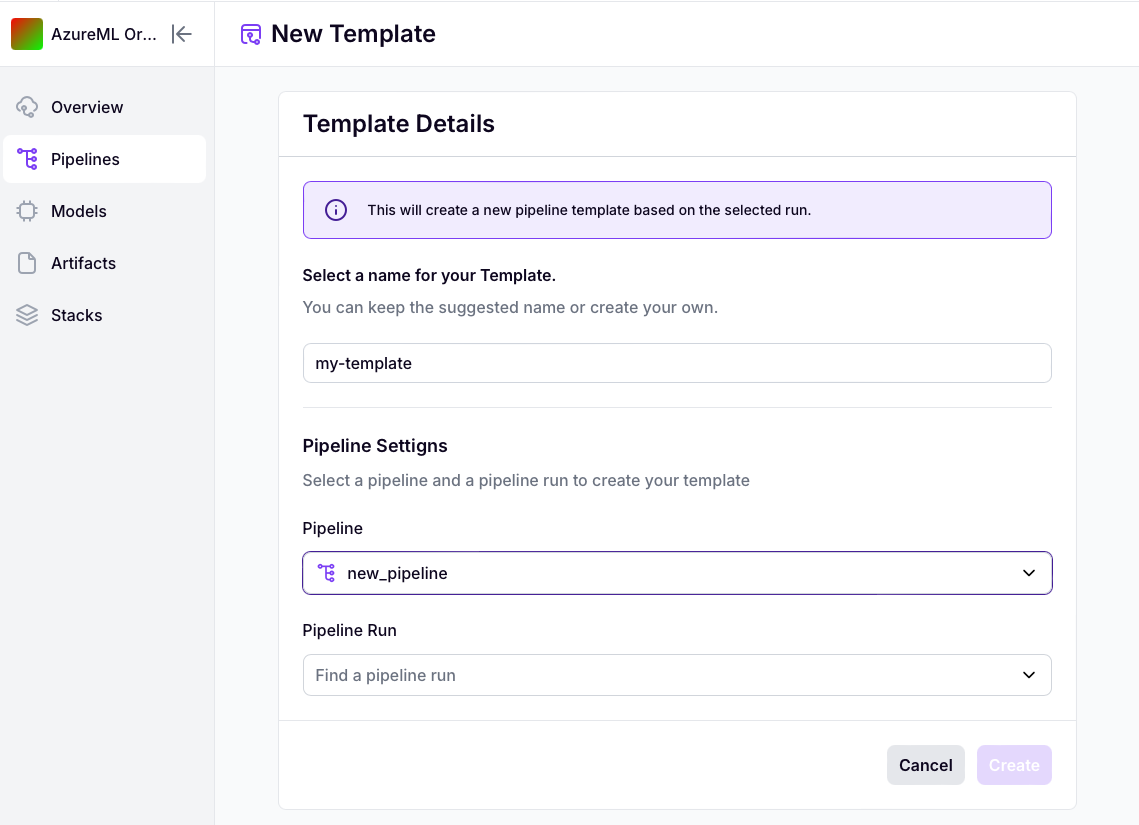 AzureML Or...
New Template
Overview
Pipelines
Models
Artifacts
Stacks
Template Details
This will create a new pipeline template based on the selected run.
Select a name for your Template.
You can keep the suggested name or create your own.
my-template
Pipeline Settigns
Select a pipeline and a pipeline run to create your template
Pipeline
new_pipeline
Pipeline Run
Find a pipeline run
Cancel
Create